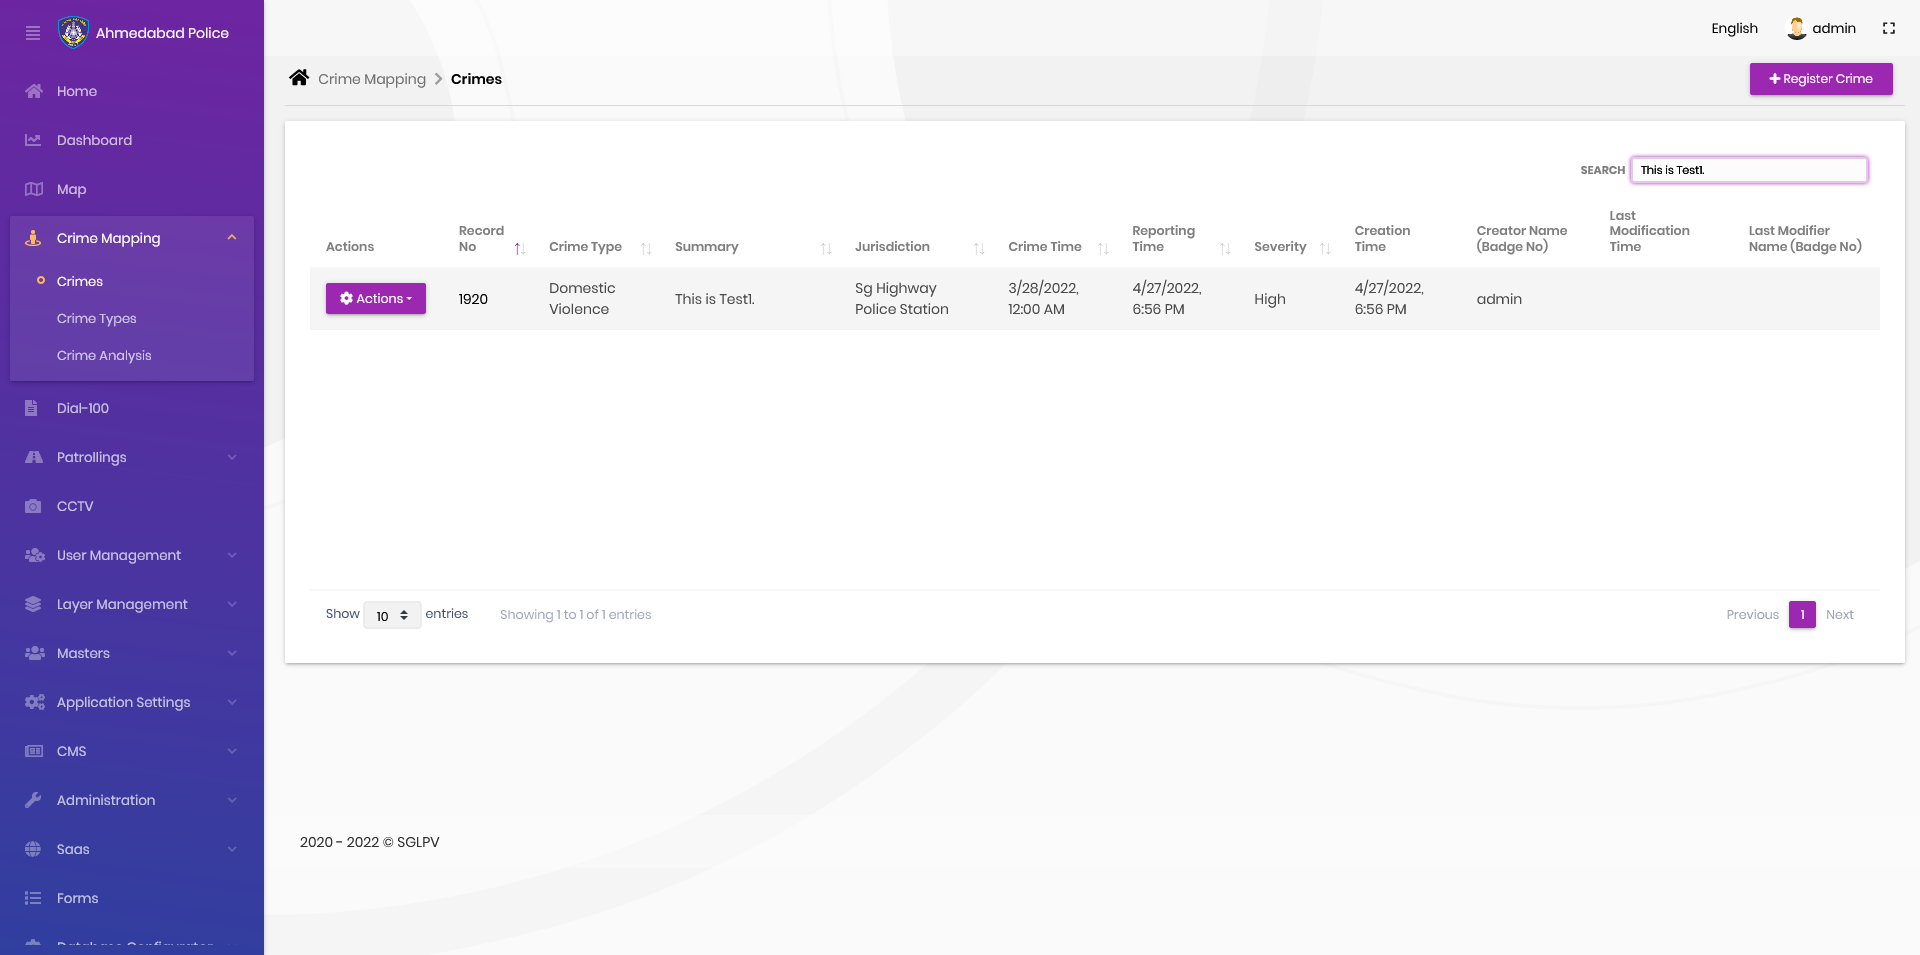 Ahmedabad Police
Home
Dashboard
Map
Crime Mapping
Crimes
Crime Types
Crime Analysis
Dial-100
Patrollings
CCTV
User Management
Layer Management
Masters
Application Settings
CMS
Administration
Saas
Forms
Database Configurator
English admin
Crime Mapping > Crimes
Register Crime
SEARCH This is Test1.
Actions
Record
No
Crime Type
Summary
Jurisdiction
Crime Time
Reporting
Time
Severity
Creation
Time
Creator Name
(Badge No)
Last
Modification
Time
Last Modifier
Name (Badge No)
Actions
1920
Domestic
Violence
This is Test1.
Sg Highway
Police Station
3/28/2022,
12:00 AM
4/27/2022,
6:56 PM
High
4/27/2022,
6:56 PM
admin
Show 10 entries
Showing 1 to 1 of 1 entries
Previous 1 Next
2020 - 2022 © SGLPV